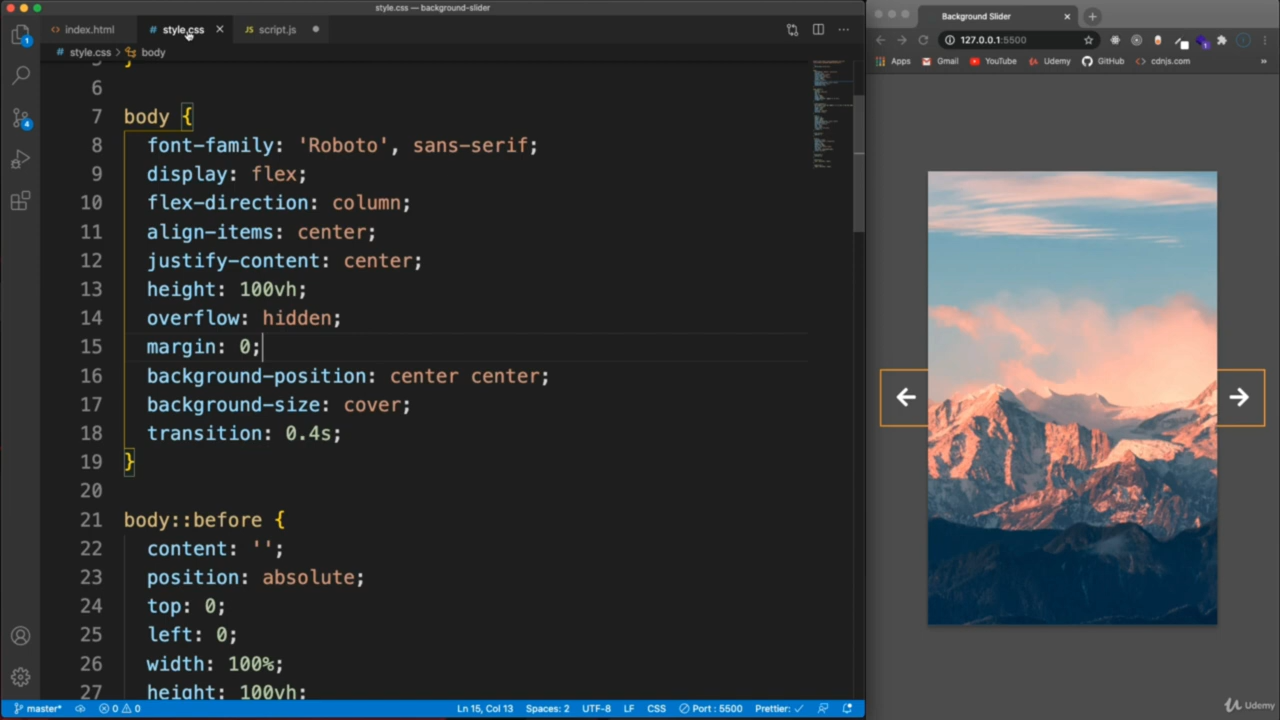 style.css — background-slider
index.html
style.css
script.js
style.css > body
1
4
5 }
6
7 body {
8 font-family: 'Roboto', sans-serif;
9 display: flex;
10 flex-direction: column;
11 align-items: center;
12 justify-content: center;
13 height: 100vh;
14 overflow: hidden;
15 margin: 0;
16 background-position: center center;
17 background-size: cover;
18 transition: 0.4s;
19 }
20
21 body::before {
22 content: '';
23 position: absolute;
24 top: 0;
25 left: 0;
26 width: 100%;
27 height: 100vh;
master* 0 0 Ln 15, Col 13 Spaces: 2 UTF-8 LF CSS Port : 5500 Prettier: ✓
Background Slider
127.0.0.1:5500
Apps Gmail YouTube Udemy GitHub cdnjs.com »
Udemy